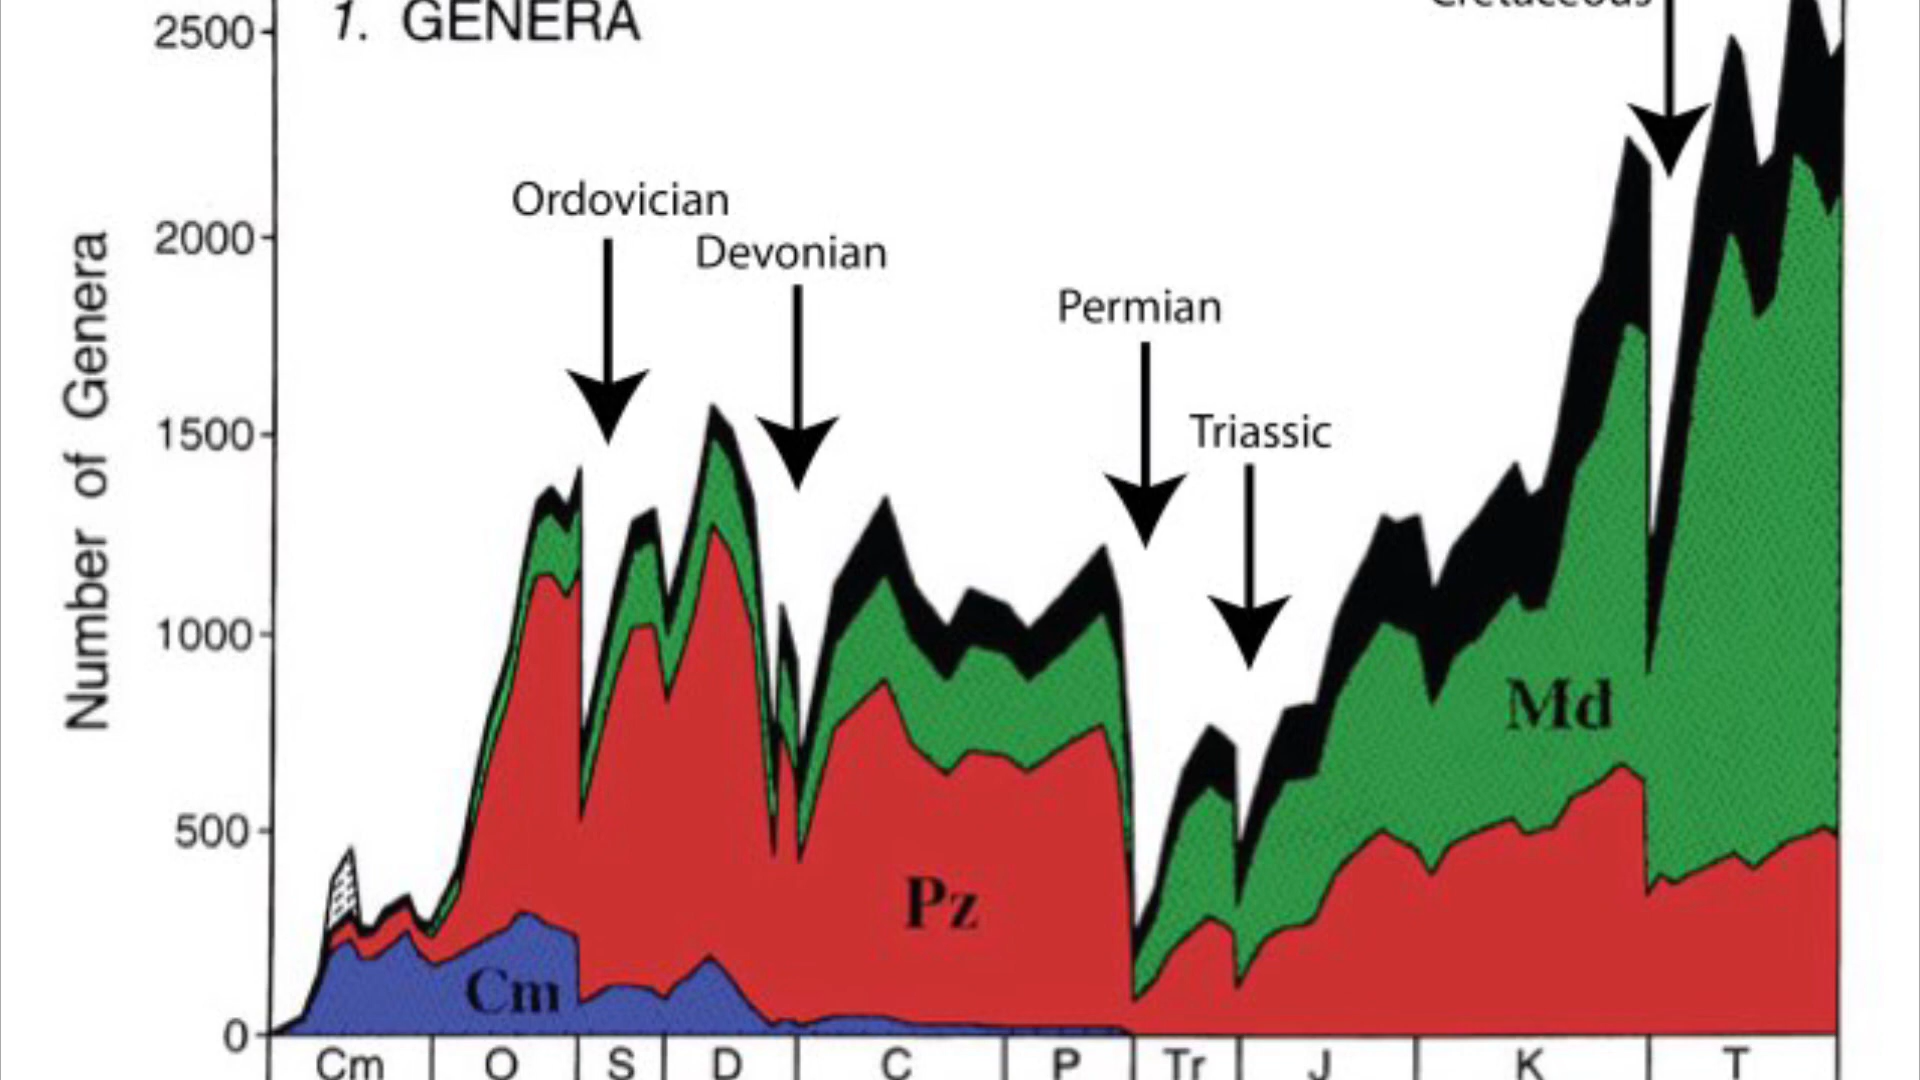 Cretaceous
2500
1. GENERA
Ordovician
2000
Devonian
Permian
Triassic
1500
Number of Genera
1000
Md
500
Pz
Cm
0
Cm O S D C P Tr J K T